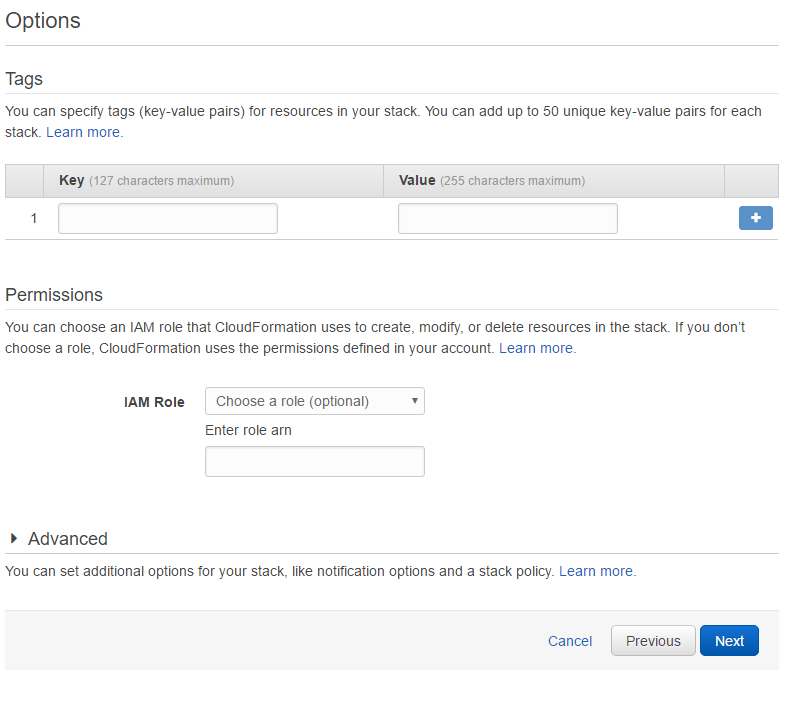 Options
Tags
You can specify tags (key-value pairs) for resources in your stack. You can add up to 50 unique key-value pairs for each
stack. Learn more.
Key (127 characters maximum) Value (255 characters maximum)
1
Permissions
You can choose an IAM role that CloudFormation uses to create, modify, or delete resources in the stack. If you don't
choose a role, CloudFormation uses the permissions defined in your account. Learn more.
IAM Role Choose a role (optional)
Enter role arn
Advanced
You can set additional options for your stack, like notification options and a stack policy. Learn more.
Cancel Previous Next